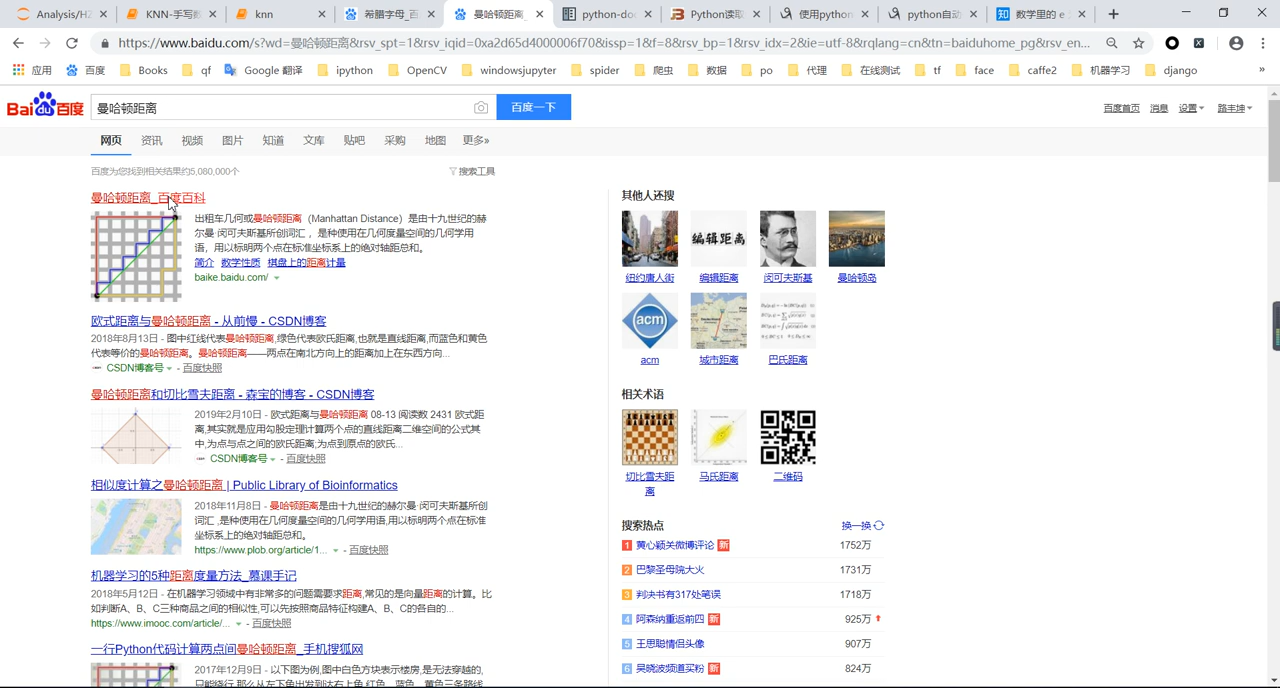 Analysis/HZ
KNN-手写数
knn
希腊字母_百
曼哈顿距离_
python-doc
Python读取
使用python
python自动
数学里的 e
https://www.baidu.com/s?wd=曼哈顿距离&rsv_spt=1&rsv_iqid=0xa2d65d4000006f70&issp=1&f=8&rsv_bp=1&rsv_idx=2&ie=utf-8&rqlang=cn&tn=baiduhome_pg&rsv_en...
应用
百度
Books
qf
Google 翻译
ipython
OpenCV
windowsjupyter
spider
爬虫
数据
po
代理
在线测试
tf
face
caffe2
机器学习
django
»
Bai du 百度
曼哈顿距离
百度一下
百度首页
消息
设置
路丰坤
网页
资讯
视频
图片
知道
文库
贴吧
采购
地图
更多»
百度为您找到相关结果约5,080,000个
搜索工具
曼哈顿距离_百度百科
出租车几何或曼哈顿距离（Manhattan Distance）是由十九世纪的赫
尔曼·闵可夫斯基所创词汇 ，是种使用在几何度量空间的几何学用
语，用以标明两个点在标准坐标系上的绝对轴距总和。
简介 数学性质 棋盘上的距离计量
baike.baidu.com/
欧式距离与曼哈顿距离 - 从前慢 - CSDN博客
2018年8月13日 - 图中红线代表曼哈顿距离,绿色代表欧氏距离,也就是直线距离,而蓝色和黄色
代表等价的曼哈顿距离。曼哈顿距离——两点在南北方向上的距离加上在东西方向...
CSDN博客号 - 百度快照
曼哈顿距离和切比雪夫距离 - 森宝的博客 - CSDN博客
2019年2月10日 - 欧式距离与曼哈顿距离 08-13 阅读数 2431 欧式距
离,其实就是应用勾股定理计算两个点的直线距离二维空间的公式其
中,为点与点之间的欧氏距离;为点到原点的欧氏...
CSDN博客号 - 百度快照
相似度计算之曼哈顿距离 | Public Library of Bioinformatics
2018年11月8日 - 曼哈顿距离是由十九世纪的赫尔曼·闵可夫斯基所创
词汇 ,是种使用在几何度量空间的几何学用语,用以标明两个点在标准
坐标系上的绝对轴距总和。
https://www.plob.org/article/1... - 百度快照
机器学习的5种距离度量方法_慕课手记
2018年5月12日 - 在机器学习领域中有非常多的问题需要求距离,常见的是向量距离的计算。比
如判断A、B、C三种商品之间的相似性,可以先按照商品特征构建A、B、C的各自的...
https://www.imooc.com/article/... - 百度快照
一行Python代码计算两点间曼哈顿距离_手机搜狐网
2017年12月9日 - 以下图为例,图中白色方块表示楼房,是无法穿越的,
只能绕行,那么从左下角出发到达右上角,红色、蓝色、黄色三条路线
其他人还搜
编辑距离
纽约唐人街
编辑距离
闵可夫斯基
曼哈顿岛
acm
acm
城市距离
巴氏距离
相关术语
切比雪夫距
离
马氏距离
二维码
搜索热点
换一换
1 黄心颖关微博评论 新 1752万
2 巴黎圣母院大火 1731万
3 判决书有317处笔误 1718万
4 阿森纳重返前四 新 925万
5 王思聪情侣头像 907万
6 吴晓波频道买粉 新 824万